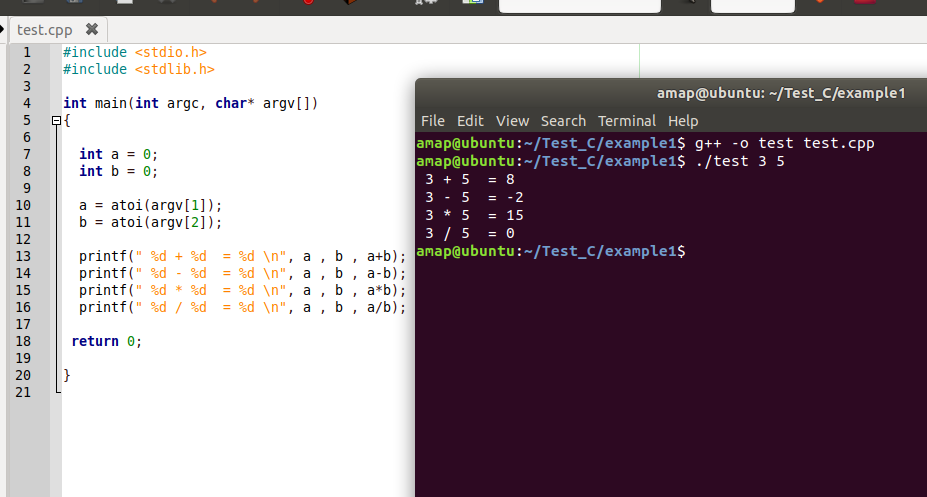 test.cpp
1 #include <stdio.h>
2 #include <stdlib.h>
3
4 int main(int argc, char* argv[])
5 {
6
7 int a = 0;
8 int b = 0;
9
10 a = atoi(argv[1]);
11 b = atoi(argv[2]);
12
13 printf(" %d + %d  = %d \n", a , b , a+b);
14 printf(" %d - %d  = %d \n", a , b , a-b);
15 printf(" %d * %d  = %d \n", a , b , a*b);
16 printf(" %d / %d  = %d \n", a , b , a/b);
17
18 return 0;
19
20 }
21
amap@ubuntu: ~/Test_C/example1
File Edit View Search Terminal Help
amap@ubuntu:~/Test_C/example1$ g++ -o test test.cpp
amap@ubuntu:~/Test_C/example1$ ./test 3 5
3 + 5  = 8
3 - 5  = -2
3 * 5  = 15
3 / 5  = 0
amap@ubuntu:~/Test_C/example1$